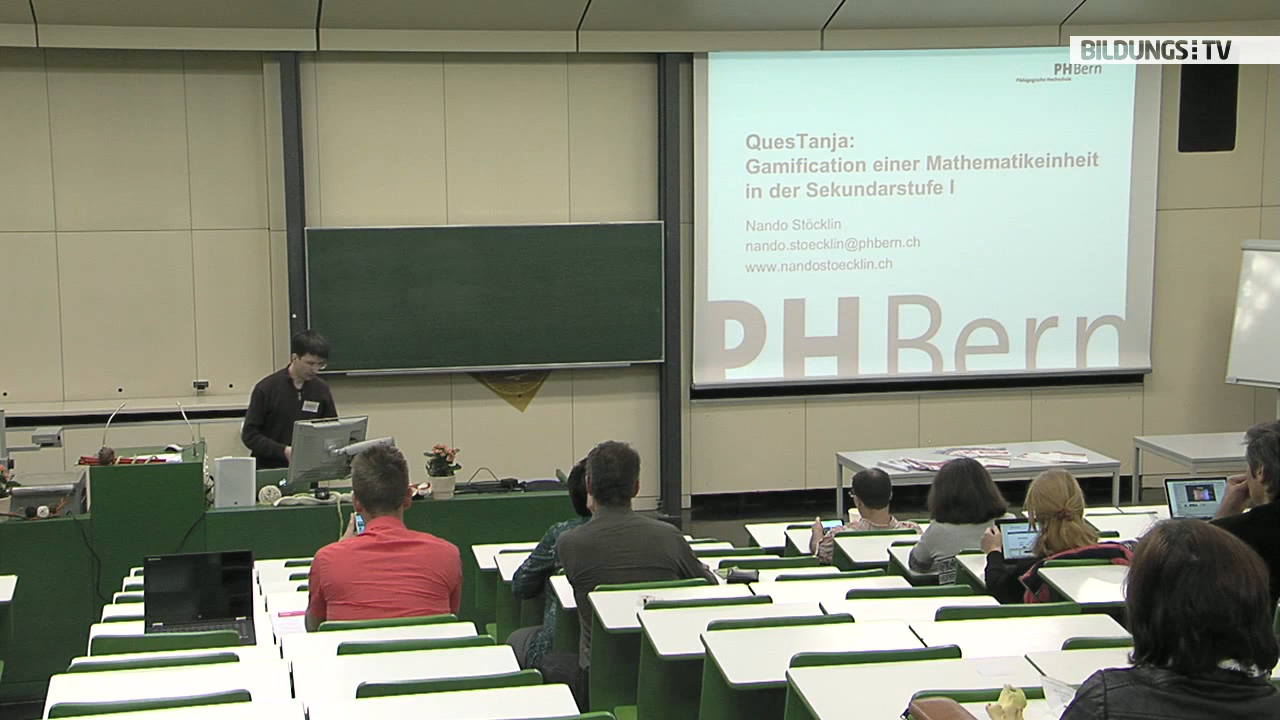 BILDUNGS:TV
PHBern
Pädagogische Hochschule
QuesTanja:
Gamification einer Mathematikeinheit
in der Sekundarstufe I
Nando Stöcklin
nando.stoecklin@phbern.ch
www.nandostoecklin.ch
PHBern